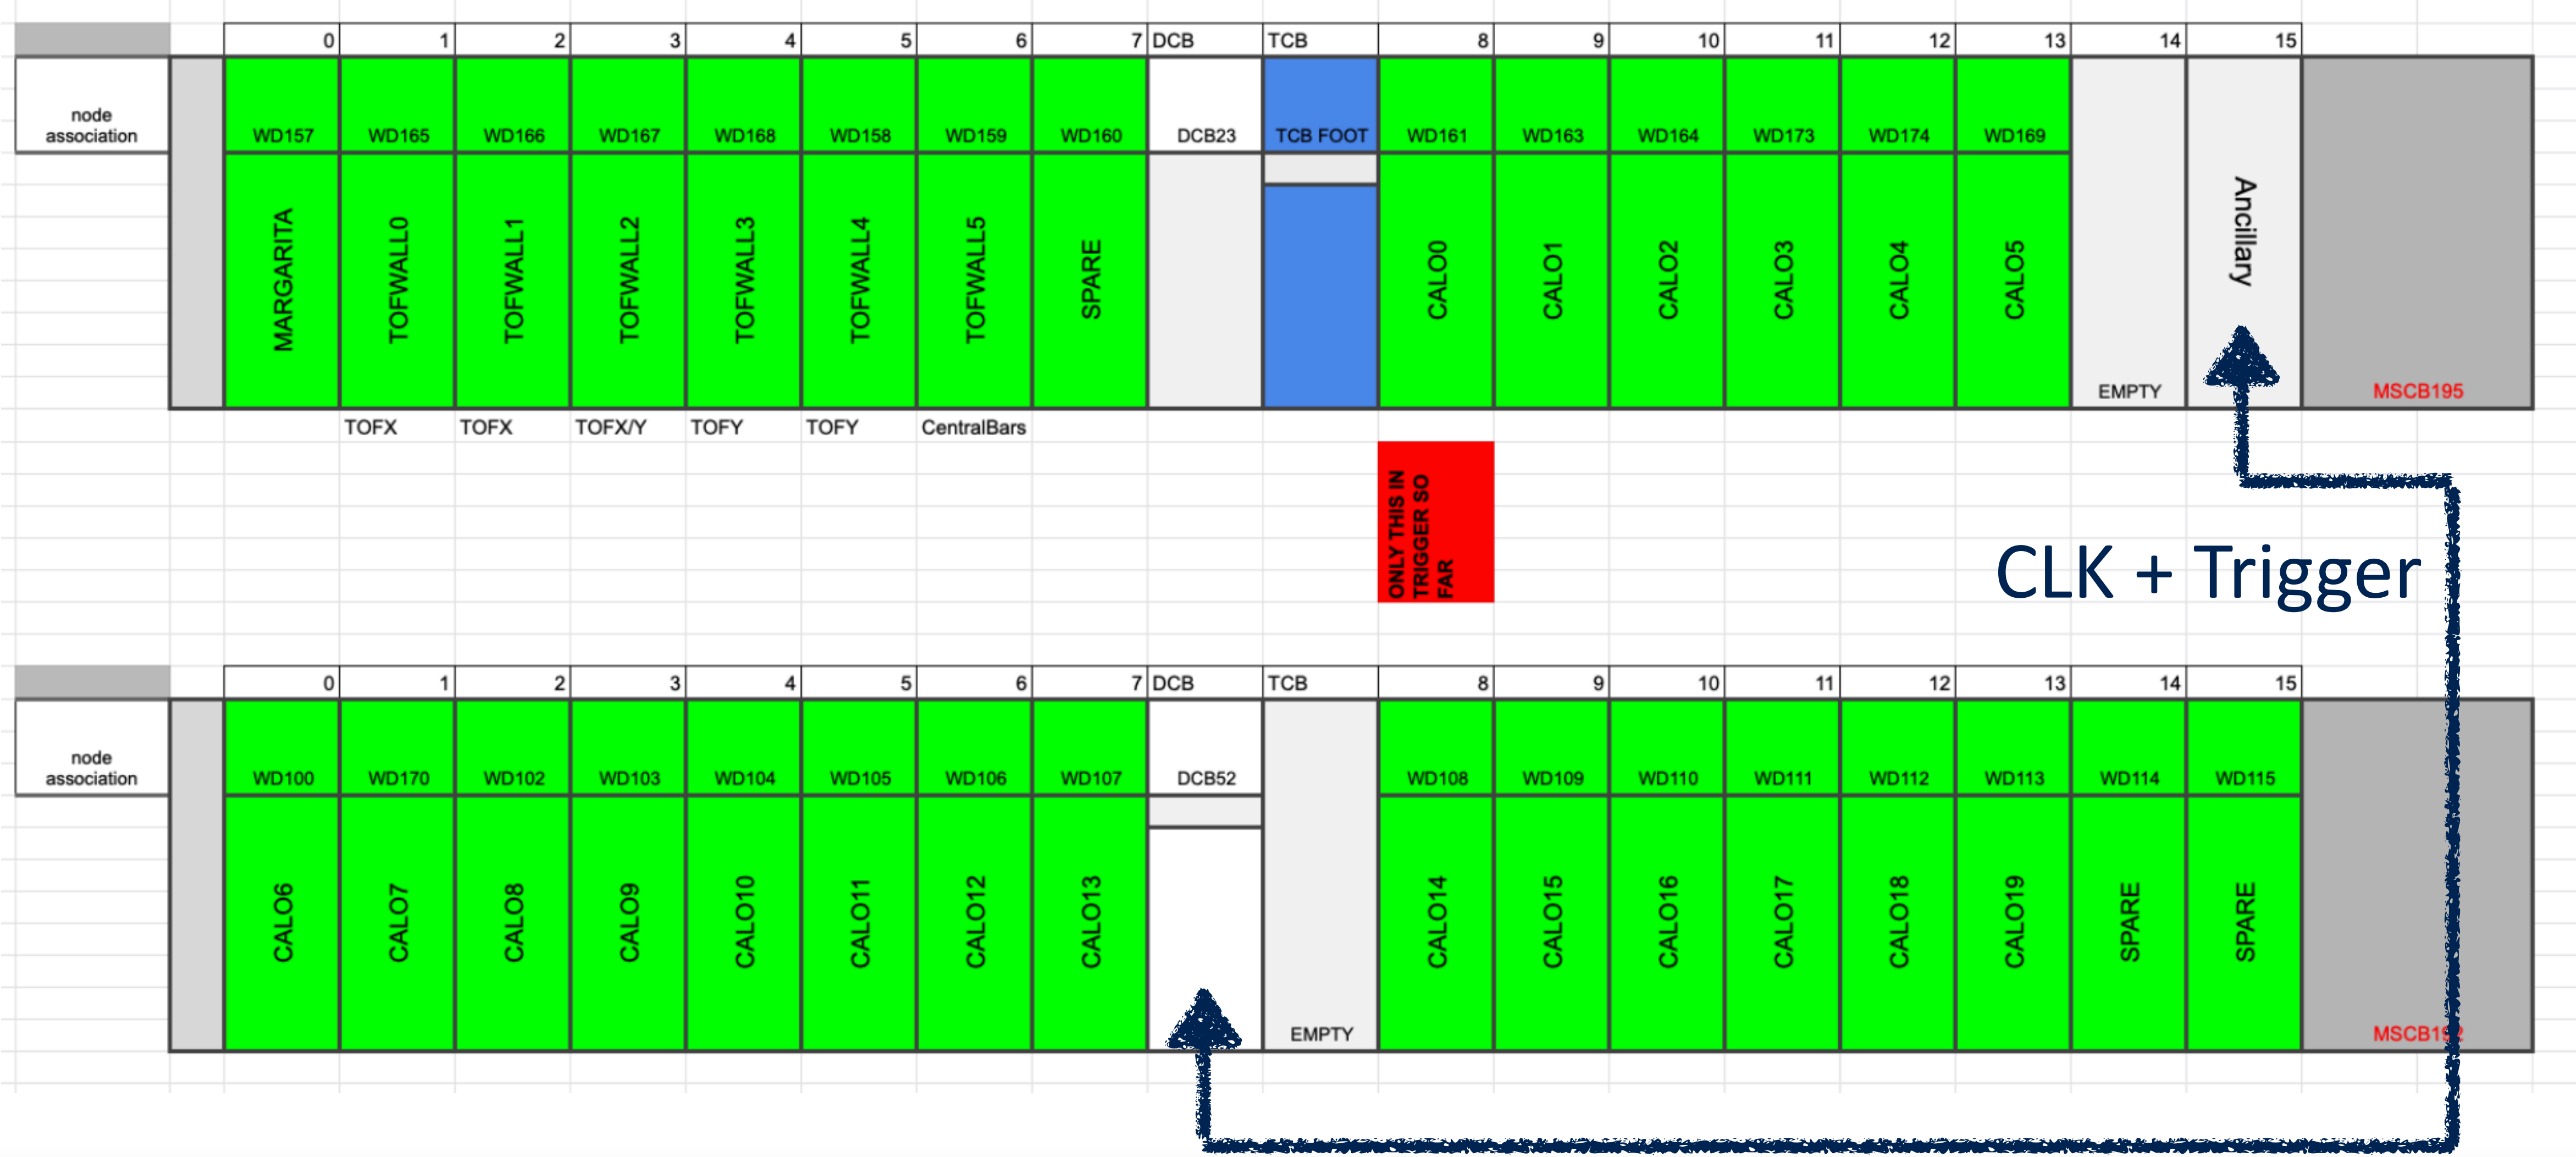 0 1 2 3 4 5 6 7 DCB TCB 8 9 10 11 12 13 14 15
node
association
WD157 WD165 WD166 WD167 WD168 WD158 WD159 WD160 DCB23 TCB FOOT WD161 WD163 WD164 WD173 WD174 WD169
MARGARITA TOFWALL0 TOFWALL1 TOFWALL2 TOFWALL3 TOFWALL4 TOFWALL5 SPARE CALO0 CALO1 CALO2 CALO3 CALO4 CALO5 Ancillary
EMPTY MSCB195
TOFX TOFX TOFX/Y TOFY TOFY CentralBars
ONLY THIS IN
TRIGGER SO
FAR
CLK + Trigger
0 1 2 3 4 5 6 7 DCB TCB 8 9 10 11 12 13 14 15
node
association
WD100 WD170 WD102 WD103 WD104 WD105 WD106 WD107 DCB52 WD108 WD109 WD110 WD111 WD112 WD113 WD114 WD115
CALO6 CALO7 CALO8 CALO9 CALO10 CALO11 CALO12 CALO13 CALO14 CALO15 CALO16 CALO17 CALO18 CALO19 SPARE SPARE
EMPTY